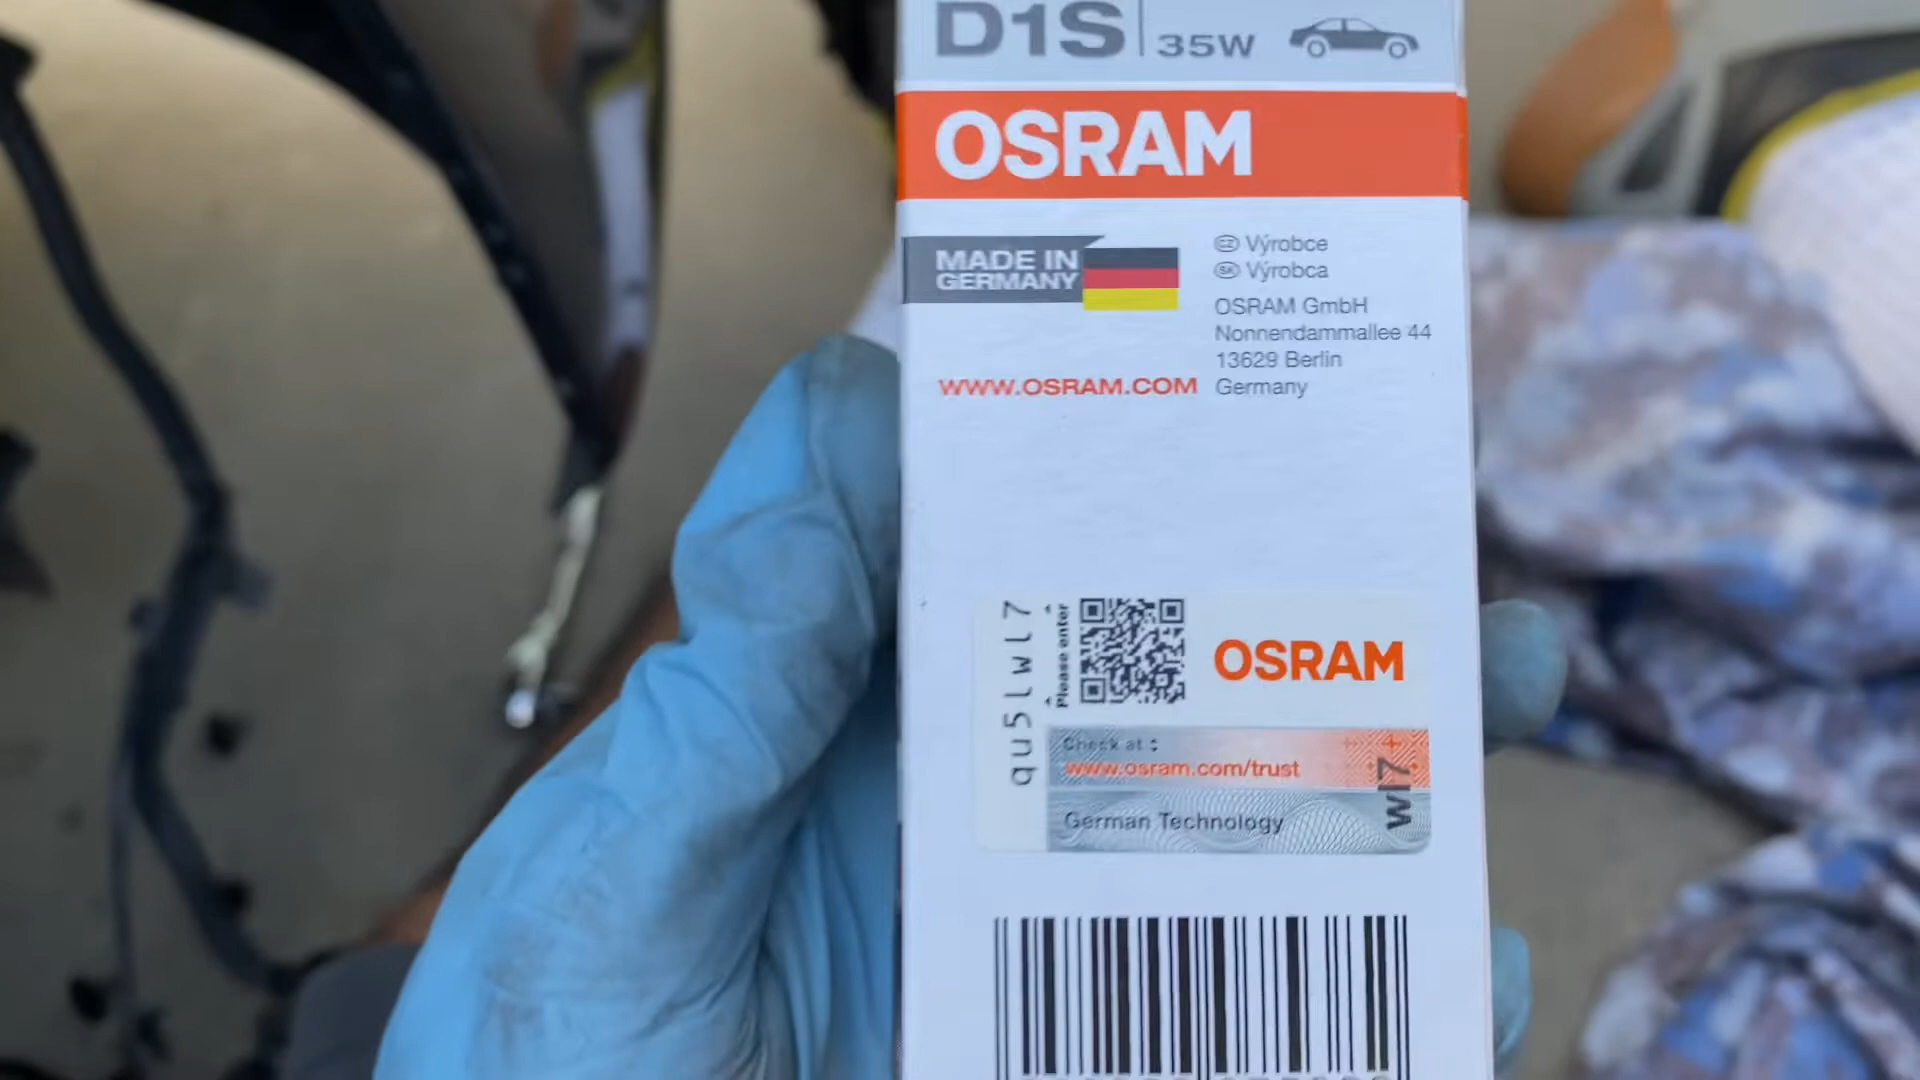 D1S 35W
OSRAM
MADE IN
GERMANY
CZ Výrobce
SK Výrobca
OSRAM GmbH
Nonnendammallee 44
13629 Berlin
Germany
WWW.OSRAM.COM
qu5lwl7
Please enter
OSRAM
Check at :
www.osram.com/trust
wl7
German Technology